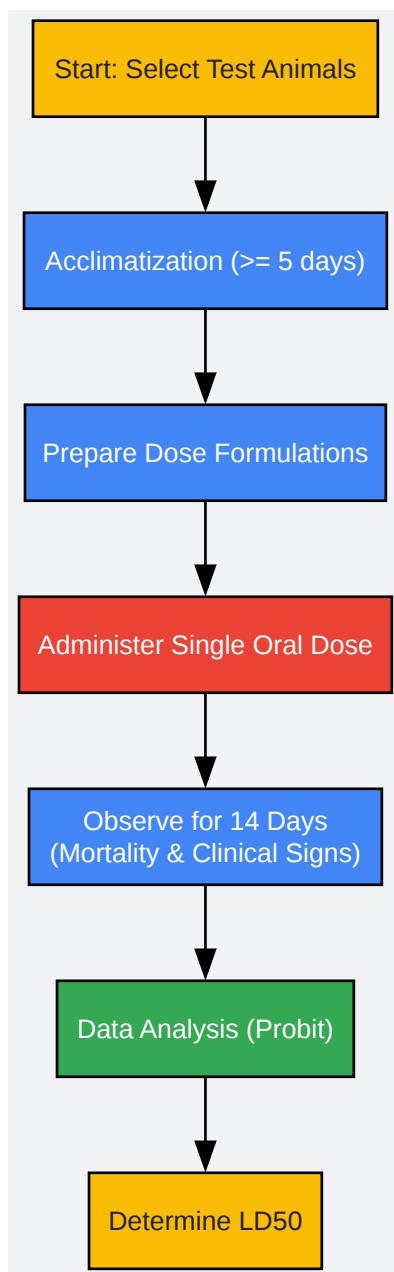 Start: Select Test Animals
Acclimatization (>= 5 days)
Prepare Dose Formulations
Administer Single Oral Dose
Observe for 14 Days
(Mortality & Clinical Signs)
Data Analysis (Probit)
Determine LD50